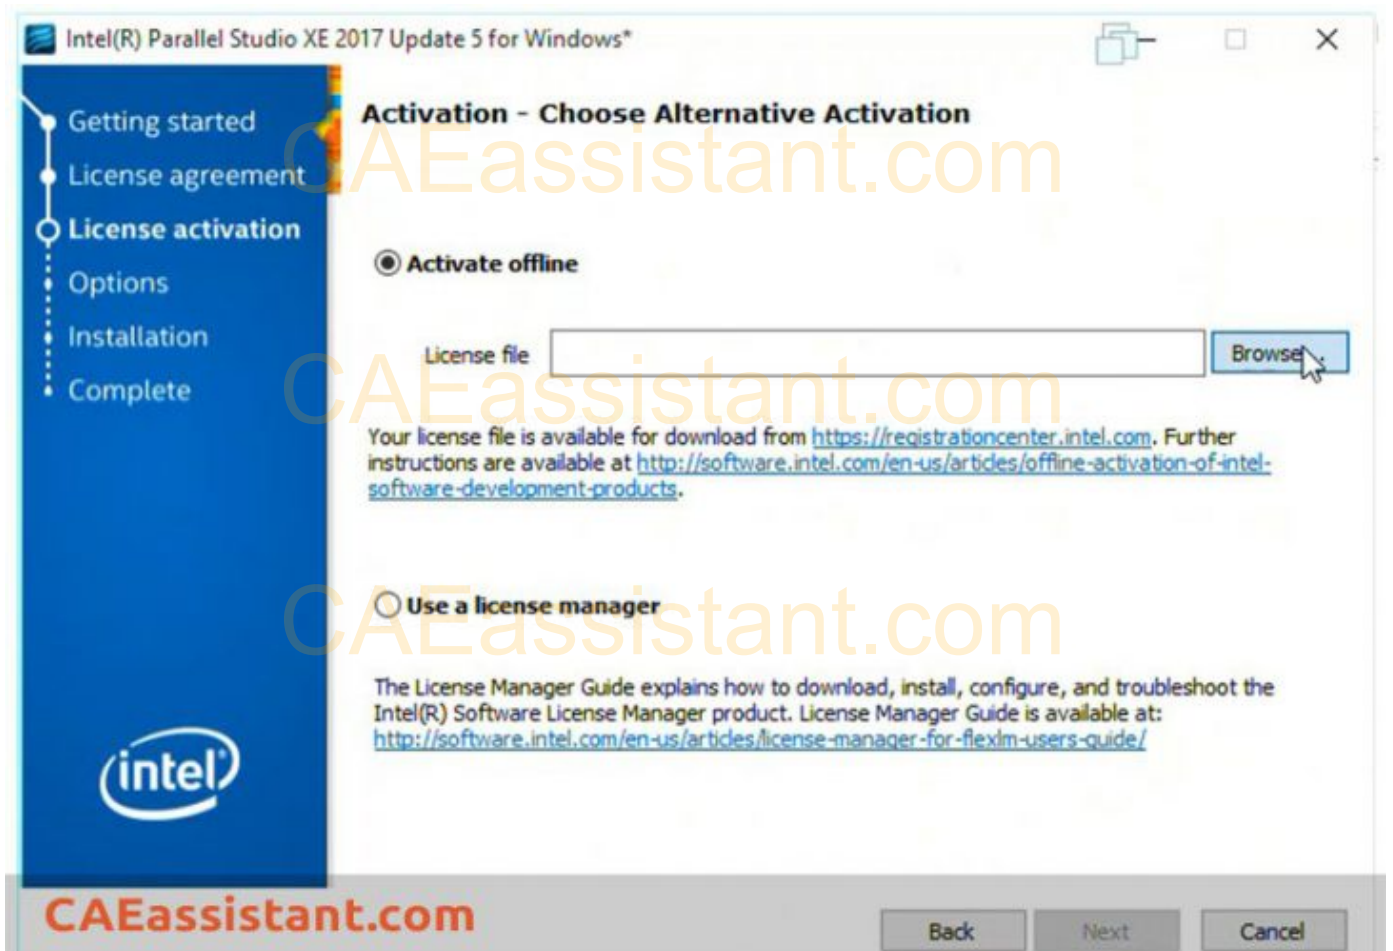 Intel(R) Parallel Studio XE 2017 Update 5 for Windows*
Getting started
License agreement
License activation
Options
Installation
Complete
intel®
Activation - Choose Alternative Activation
CAEassistant.com
Activate offline
License file
Browse...
CAEassistant.com
Your license file is available for download from https://registrationcenter.intel.com. Further
instructions are available at http://software.intel.com/en-us/articles/offline-activation-of-intel-
software-development-products.
Use a license manager
CAEassistant.com
The License Manager Guide explains how to download, install, configure, and troubleshoot the
Intel(R) Software License Manager product. License Manager Guide is available at:
http://software.intel.com/en-us/articles/license-manager-for-flexlm-users-guide/
CAEassistant.com
Back
Next
Cancel